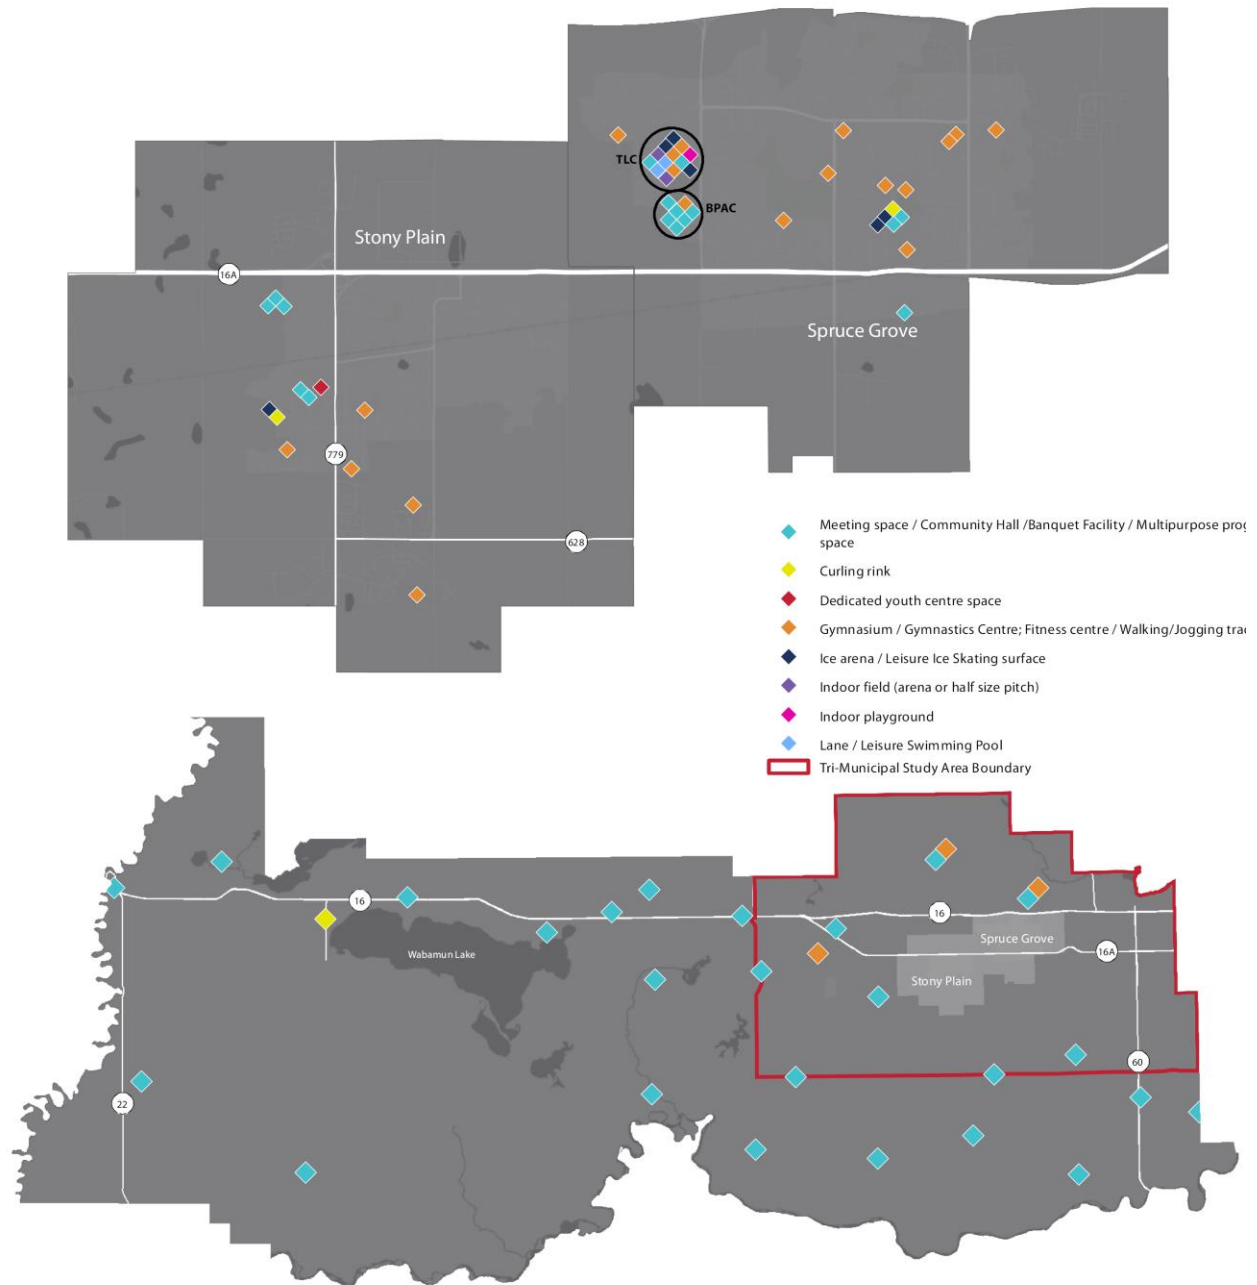 TLC
BPAC
Stony Plain
16A
Spruce Grove
779
628
Meeting space / Community Hall /Banquet Facility / Multipurpose prog
space
Curling rink
Dedicated youth centre space
Gymnasium / Gymnastics Centre; Fitness centre / Walking/Jogging trac
Ice arena / Leisure Ice Skating surface
Indoor field (arena or half size pitch)
Indoor playground
Lane / Leisure Swimming Pool
Tri-Municipal Study Area Boundary
16
16
Spruce Grove
16A
Wabamun Lake
Stony Plain
60
22